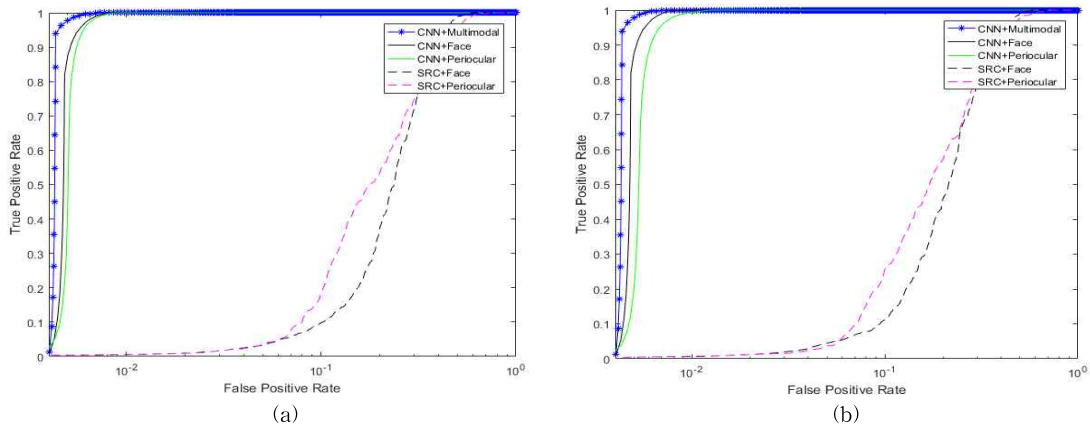 1
0.9
0.8
0.7
0.6
0.5
0.4
0.3
0.2
0.1
0
True Positive Rate
CNN+Multimodal
CNN+Face
CNN+Periocular
SRC+Face
SRC+Periocular
10-2
10-1
100
False Positive Rate
(a)
1
0.9
0.8
0.7
0.6
0.5
0.4
0.3
0.2
0.1
0
True Positive Rate
CNN+Multimodal
CNN+Face
CNN+Periocular
SRC+Face
SRC+Periocular
10-2
10-1
100
False Positive Rate
(b)